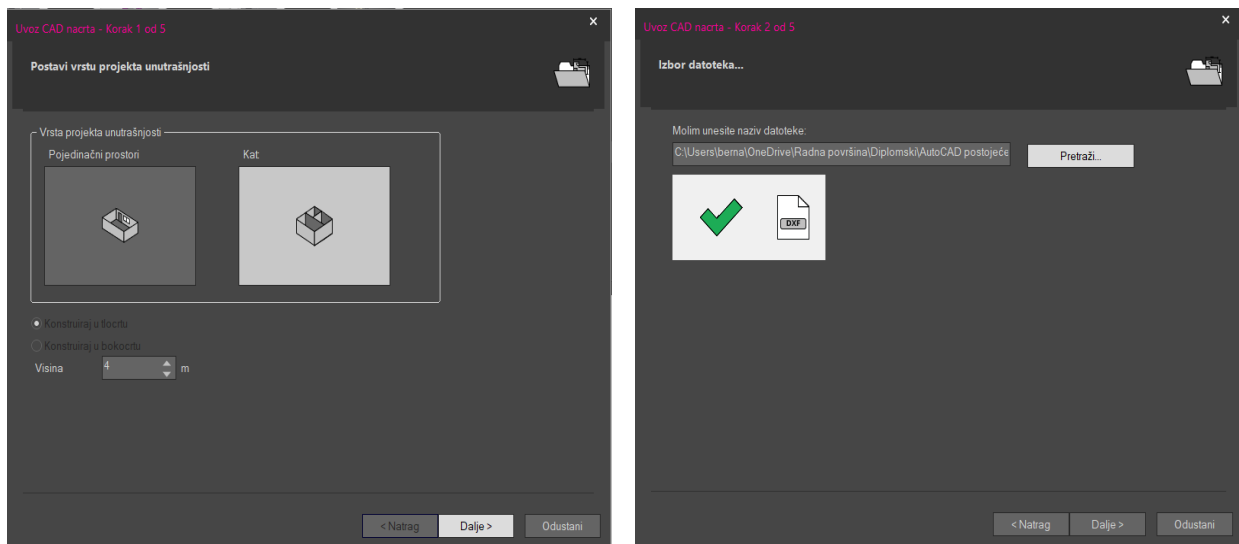 Uvoz CAD nacrta - Korak 1 od 5
Postavi vrstu projekta unutrašnjosti
Vrsta projekta unutrašnjosti
Pojedinačni prostori
Kat
Konstruiraj u tlocrtu
Konstruiraj u bokocrtu
Visina 4 m
< Natrag Dalje > Odustani
Uvoz CAD nacrta - Korak 2 od 5
Izbor datoteka...
Molim unesite naziv datoteke:
C:\Users\berna\OneDrive\Radna površina\Diplomski\AutoCAD postojeće Pretraži...
DXF
< Natrag Dalje > Odustani